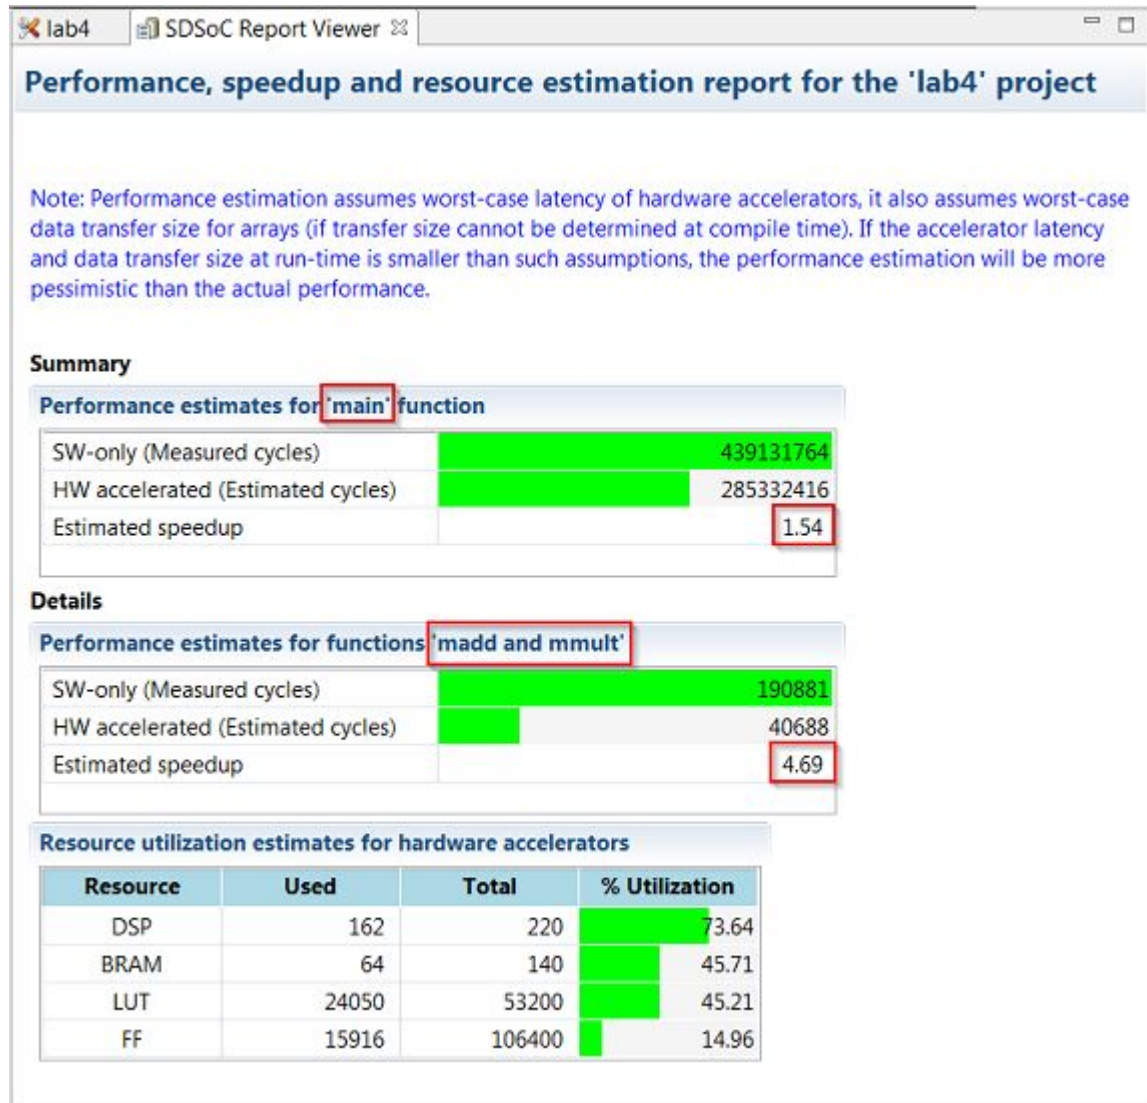 lab4 SDSoC Report Viewer
Performance, speedup and resource estimation report for the 'lab4' project
Note: Performance estimation assumes worst-case latency of hardware accelerators, it also assumes worst-case
data transfer size for arrays (if transfer size cannot be determined at compile time). If the accelerator latency
and data transfer size at run-time is smaller than such assumptions, the performance estimation will be more
pessimistic than the actual performance.
Summary
Performance estimates for 'main' function
SW-only (Measured cycles) 439131764
HW accelerated (Estimated cycles) 285332416
Estimated speedup 1.54
Details
Performance estimates for functions 'madd and mmult'
SW-only (Measured cycles) 190881
HW accelerated (Estimated cycles) 40688
Estimated speedup 4.69
Resource utilization estimates for hardware accelerators
Resource Used Total % Utilization
DSP 162 220 73.64
BRAM 64 140 45.71
LUT 24050 53200 45.21
FF 15916 106400 14.96